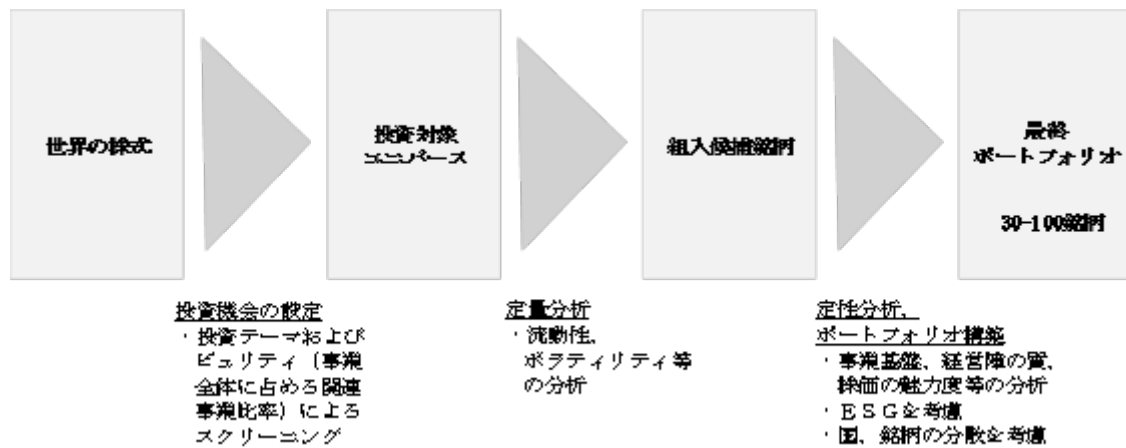 世界の株式
投資対象
ユニバース
組入候補銘柄
最終
ポートフォリオ
30-100銘柄
投資機会の設定
・投資テーマおよび
ピュリティ（事業
全体に占める関連
事業比率）による
スクリーニング
定量分析
・流動性、
ボラティリティ等
の分析
定性分析、
ポートフォリオ構築
・事業基盤、経営陣の質、
株価の魅力度等の分析
・ＥＳＧを考慮
・国、銘柄の分散を考慮